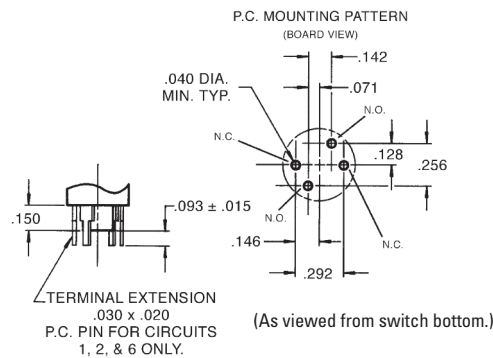 P.C. MOUNTING PATTERN
(BOARD VIEW)
.142
.040 DIA.
MIN. TYP.
.071
N.O.
N.C.
.128
.256
.150
.093 ± .015
N.O.
.146
N.C.
.292
TERMINAL EXTENSION
.030 x .020
P.C. PIN FOR CIRCUITS
1, 2, & 6 ONLY.
(As viewed from switch bottom.)